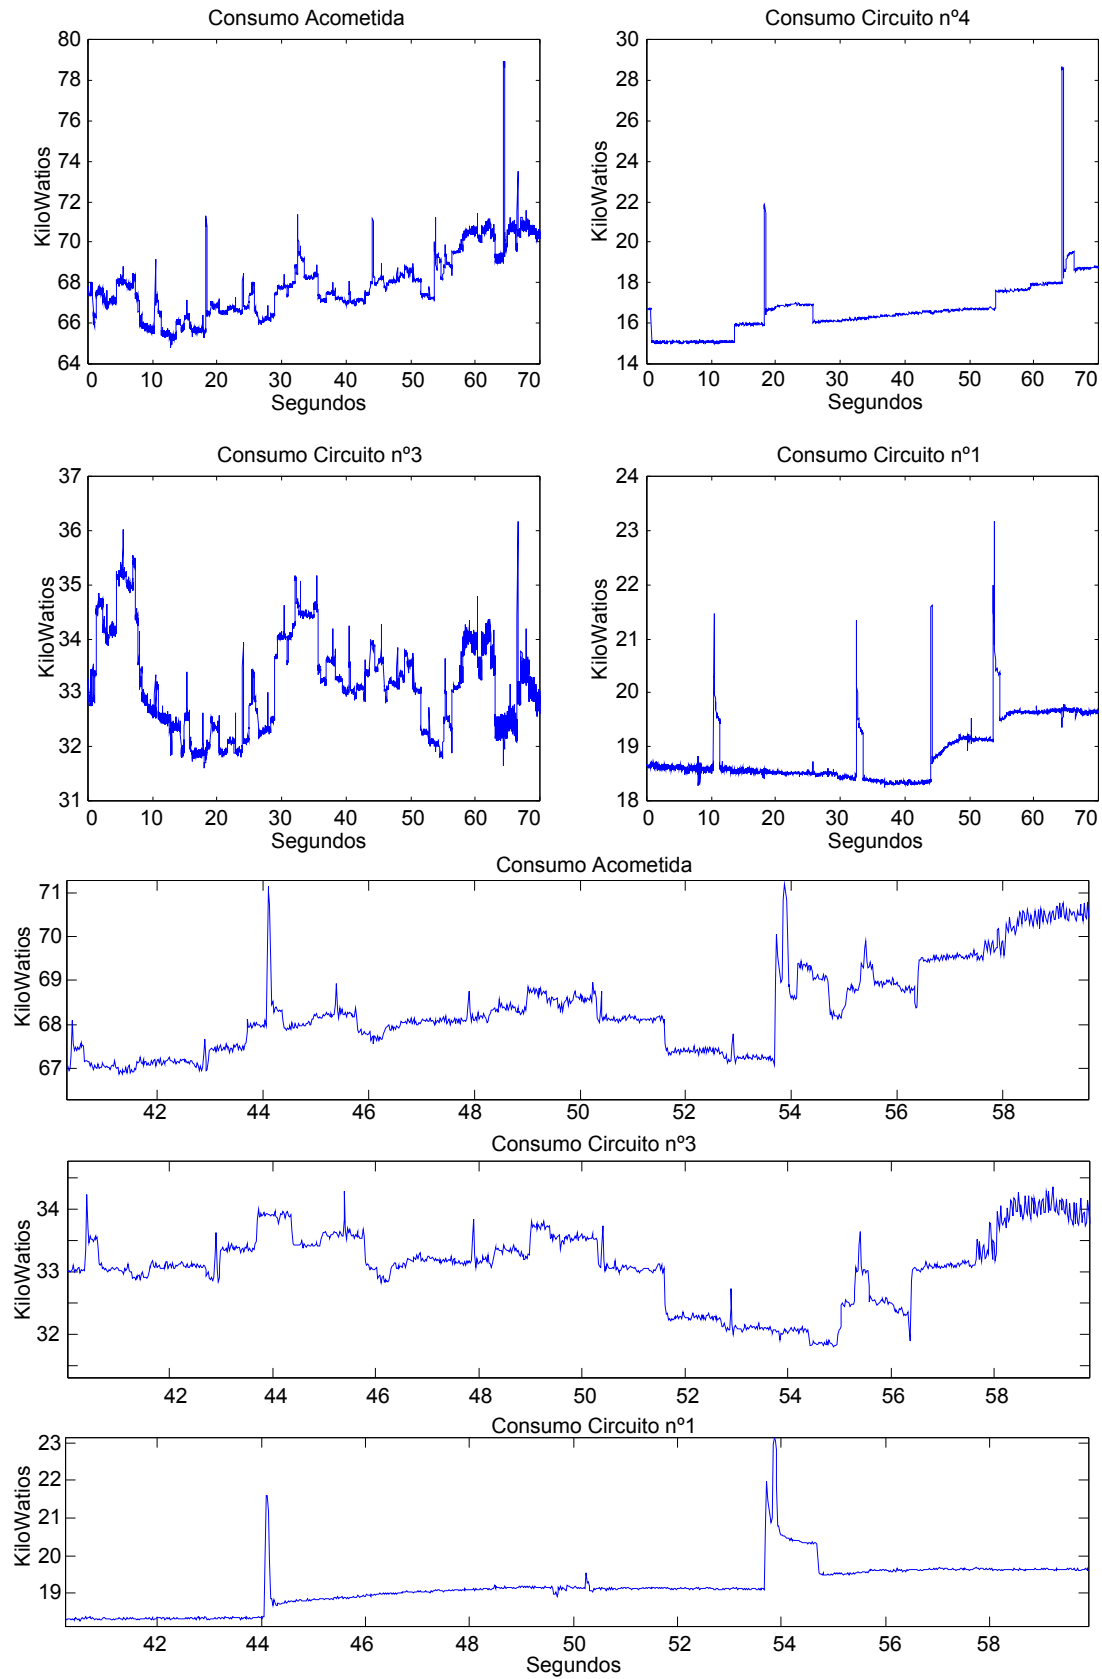 Consumo Acometida
80
78
76
74
72
70
68
66
64
KiloWatios
0 10 20 30 40 50 60 70
Segundos
Consumo Circuito nº4
30
28
26
24
22
20
18
16
14
KiloWatios
0 10 20 30 40 50 60 70
Segundos
Consumo Circuito nº3
37
36
35
34
33
32
31
KiloWatios
0 10 20 30 40 50 60 70
Segundos
Consumo Circuito nº1
24
23
22
21
20
19
18
KiloWatios
0 10 20 30 40 50 60 70
Segundos
Consumo Acometida
71
70
69
68
67
KiloWatios
42 44 46 48 50 52 54 56 58
Consumo Circuito nº3
34
33
32
KiloWatios
42 44 46 48 50 52 54 56 58
Consumo Circuito nº1
23
22
21
20
19
KiloWatios
42 44 46 48 50 52 54 56 58
Segundos